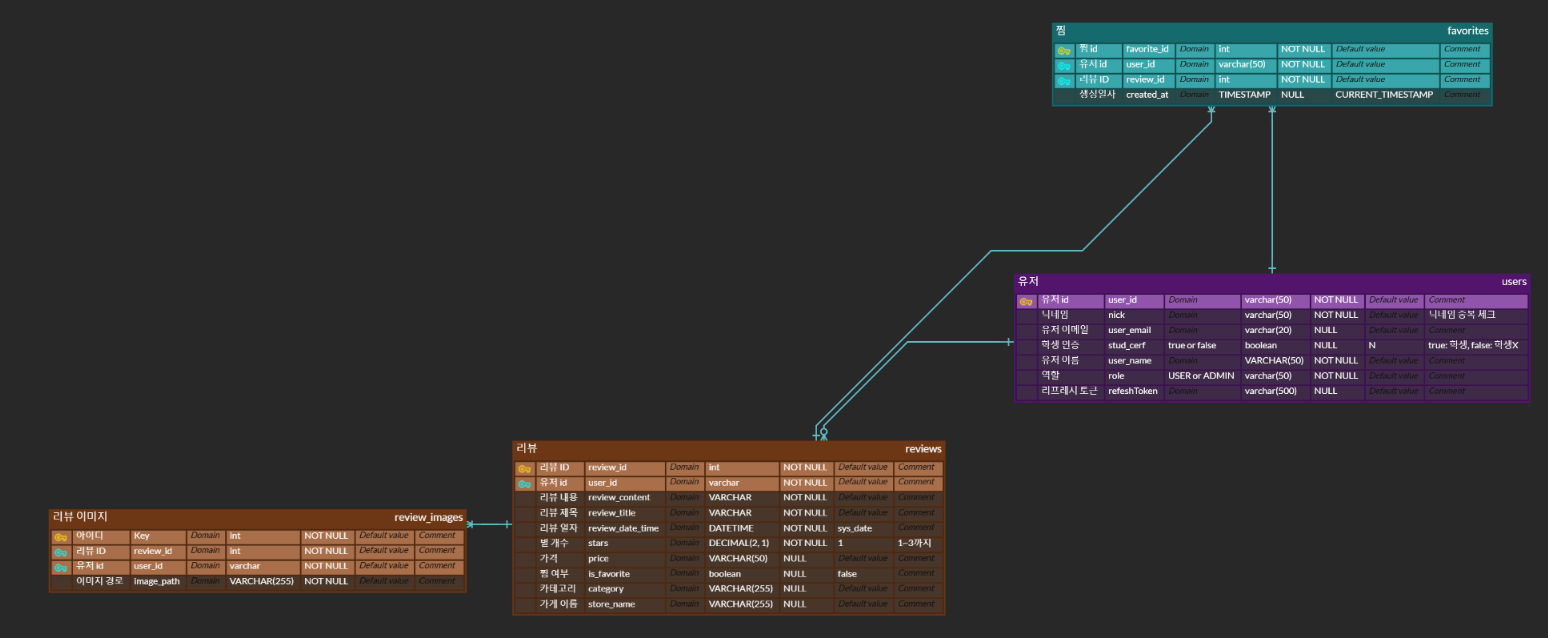 찜 favorites
찜 id favorite_id Domain int NOT NULL Default value Comment
유저 id user_id Domain varchar(50) NOT NULL Default value Comment
리뷰 ID review_id Domain int NOT NULL Default value Comment
생성일자 created_at Domain TIMESTAMP NULL CURRENT_TIMESTAMP Comment
유저 users
유저 id user_id Domain varchar(50) NOT NULL Default value Comment
닉네임 nick Domain varchar(50) NOT NULL Default value 닉네임 중복 체크
유저 이메일 user_email Domain varchar(20) NULL Default value Comment
학생 인증 stud_cerf true or false boolean NULL N true: 학생, false: 학생X
유저 이름 user_name Domain VARCHAR(50) NOT NULL Default value Comment
역할 role USER or ADMIN varchar(50) NOT NULL Default value Comment
리프레시 토큰 refeshToken Domain varchar(500) NULL Default value Comment
리뷰 reviews
리뷰 ID review_id Domain int NOT NULL Default value Comment
유저 id user_id Domain varchar NOT NULL Default value Comment
리뷰 내용 review_content Domain VARCHAR NOT NULL Default value Comment
리뷰 제목 review_title Domain VARCHAR NOT NULL Default value Comment
리뷰 일자 review_date_time Domain DATETIME NOT NULL sys_date Comment
별 개수 stars Domain DECIMAL(2, 1) NOT NULL 1 1~3까지
가격 price Domain VARCHAR(50) NULL Default value Comment
찜 여부 is_favorite Domain boolean NULL false Comment
카테고리 category Domain VARCHAR(255) NULL Default value Comment
가게 이름 store_name Domain VARCHAR(255) NULL Default value Comment
리뷰 이미지 review_images
아이디 Key Domain int NOT NULL Default value Comment
리뷰 ID review_id Domain int NOT NULL Default value Comment
유저 id user_id Domain varchar NOT NULL Default value Comment
이미지 경로 image_path Domain VARCHAR(255) NOT NULL Default value Comment